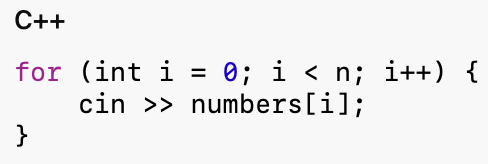 C++
for (int i = 0; i < n; i++) {
    cin >> numbers[i];
}